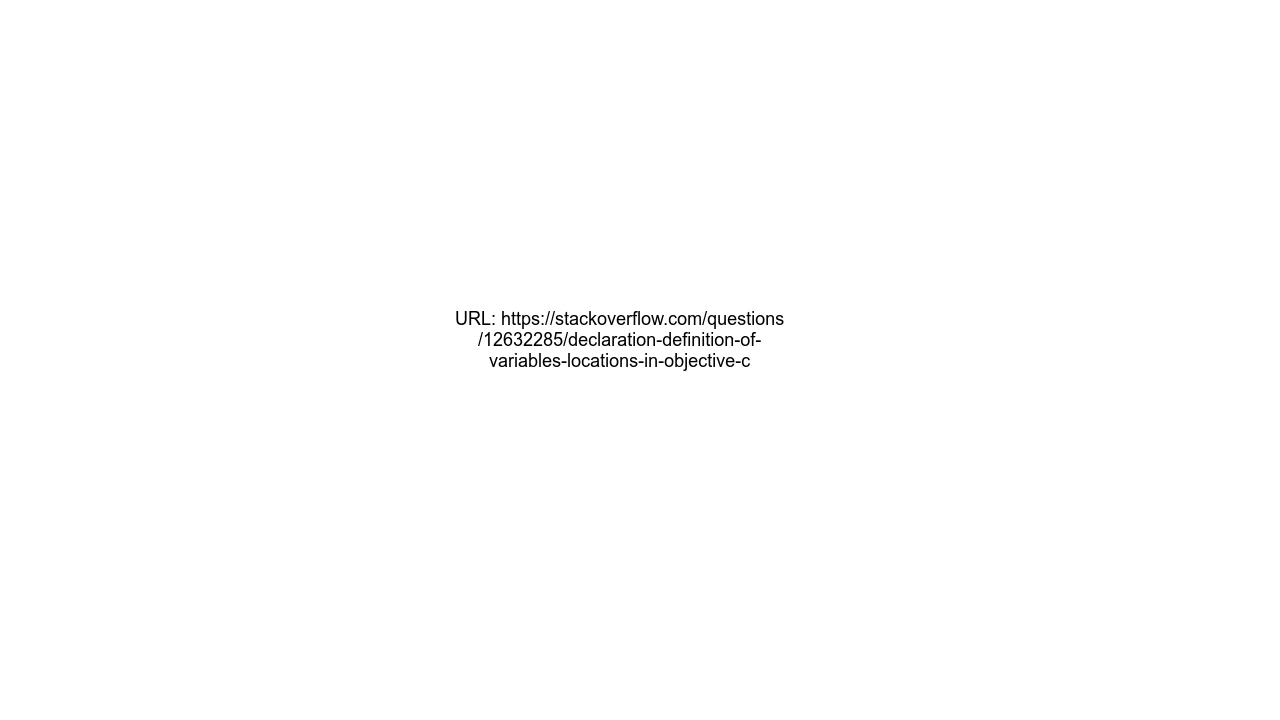 URL: https://stackoverflow.com/questions
/12632285/declaration-definition-of-
variables-locations-in-objective-c